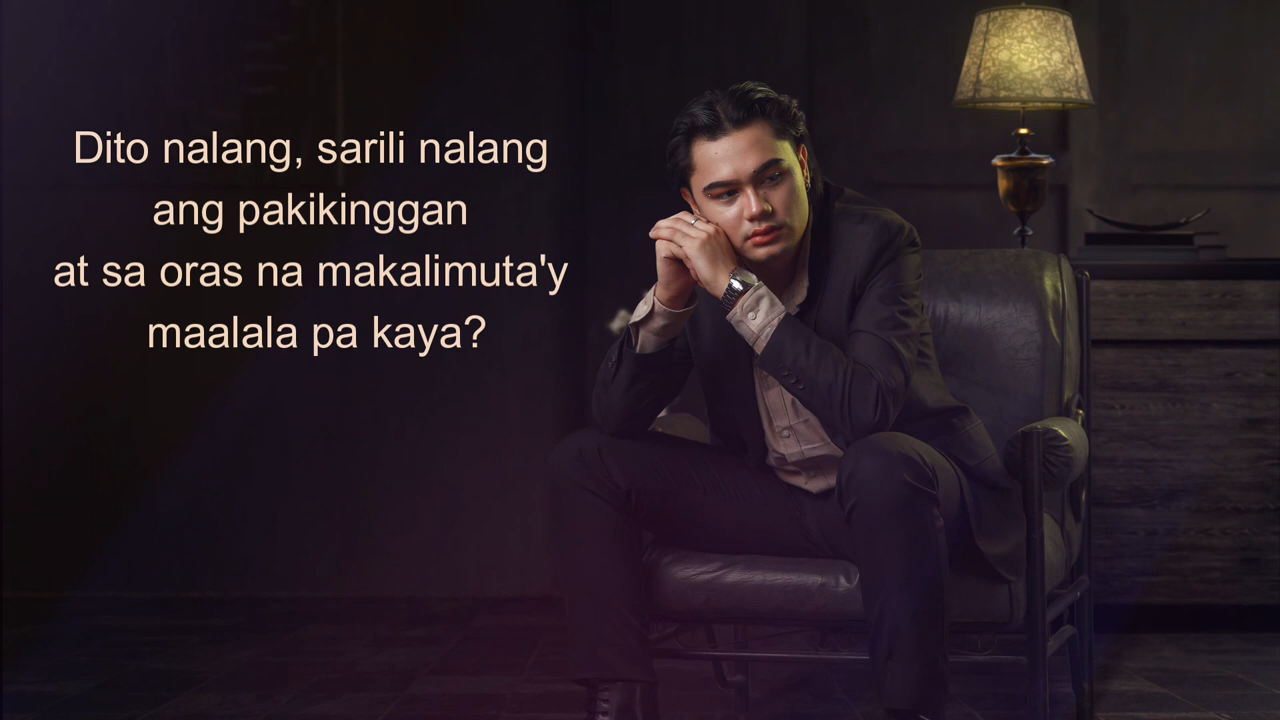 Dito nalang, sarili nalang
ang pakikinggan
at sa oras na makalimuta'y
maalala pa kaya?